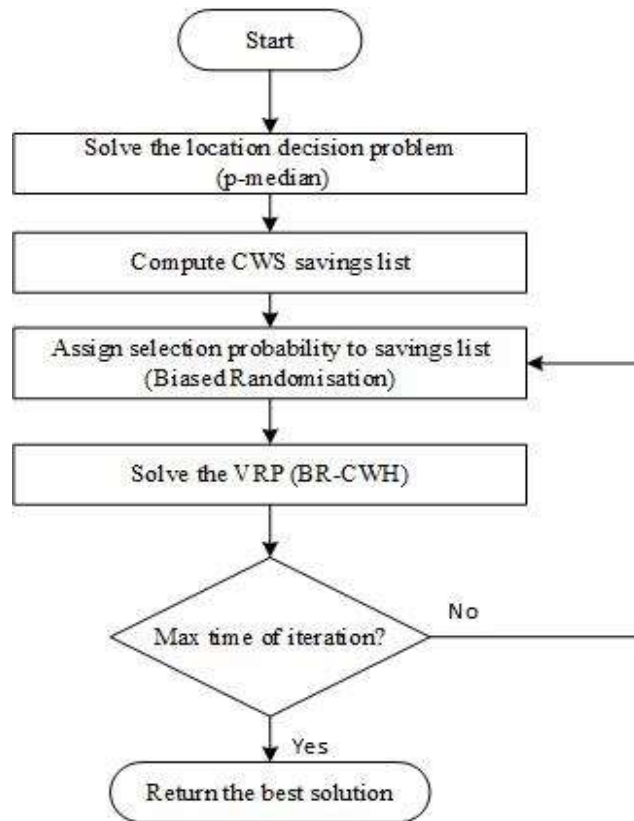 Start
Solve the location decision problem
(p-median)
Compute CWS savings list
Assign selection probability to savings list
(Biased Randomisation)
Solve the VRP (BR-CWH)
Max time of iteration?
No
Yes
Return the best solution